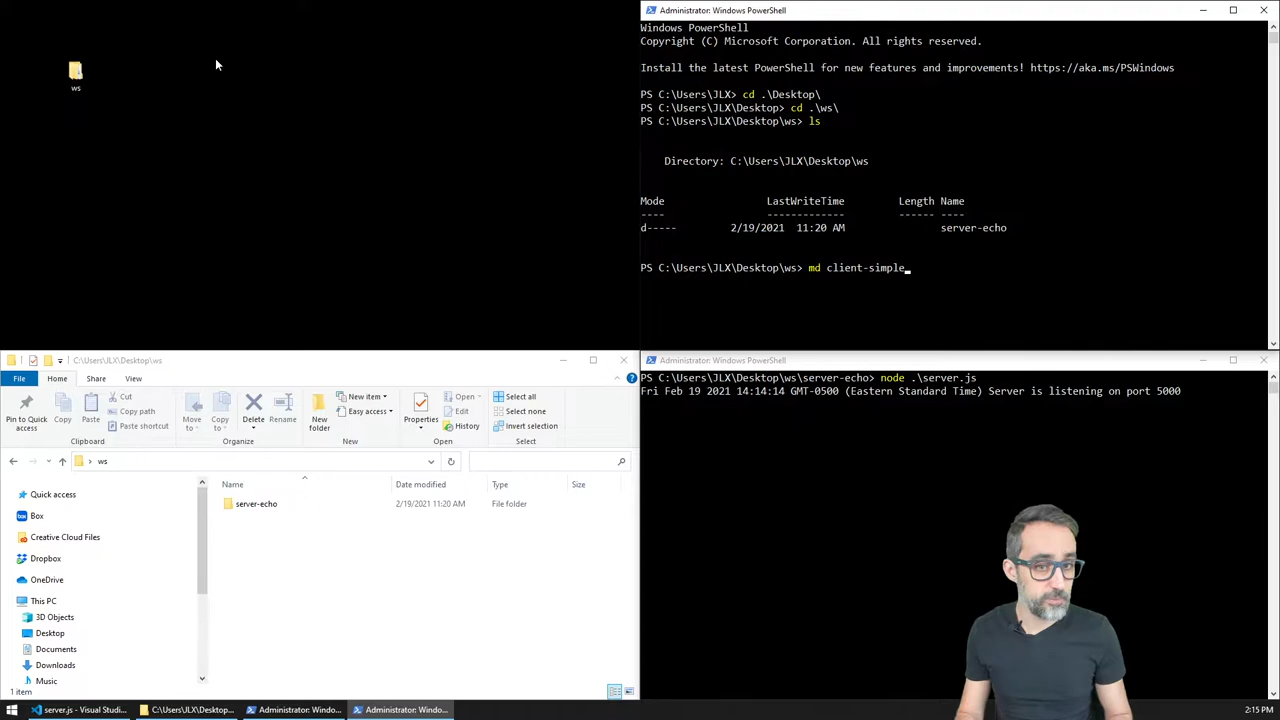 ws
Administrator: Windows PowerShell
Windows PowerShell
Copyright (C) Microsoft Corporation. All rights reserved.
Install the latest PowerShell for new features and improvements! https://aka.ms/PSWindows
PS C:\Users\JLX> cd .\Desktop\
PS C:\Users\JLX\Desktop> cd .\ws\
PS C:\Users\JLX\Desktop\ws> ls
Directory: C:\Users\JLX\Desktop\ws
Mode LastWriteTime Length Name
---- ------------- ------ ----
d----- 2/19/2021 11:20 AM server-echo
PS C:\Users\JLX\Desktop\ws> md client-simple_
C:\Users\JLX\Desktop\ws
File Home Share View
Pin to Quick access
Copy
Paste
Cut
Copy path
Paste shortcut
Clipboard
Move to
Copy to
Delete
Rename
Organize
New folder
New item
Easy access
New
Properties
Open
Edit
History
Open
Select all
Select none
Invert selection
Select
ws
Name Date modified Type Size
server-echo 2/19/2021 11:20 AM File folder
Quick access
Box
Creative Cloud Files
Dropbox
OneDrive
This PC
3D Objects
Desktop
Documents
Downloads
Music
1 item
Administrator: Windows PowerShell
PS C:\Users\JLX\Desktop\ws\server-echo> node .\server.js
Fri Feb 19 2021 14:14:14 GMT-0500 (Eastern Standard Time) Server is listening on port 5000
server.js - Visual Studi...
C:\Users\JLX\Desktop...
Administrator: Windo...
Administrator: Windo...
2:15 PM